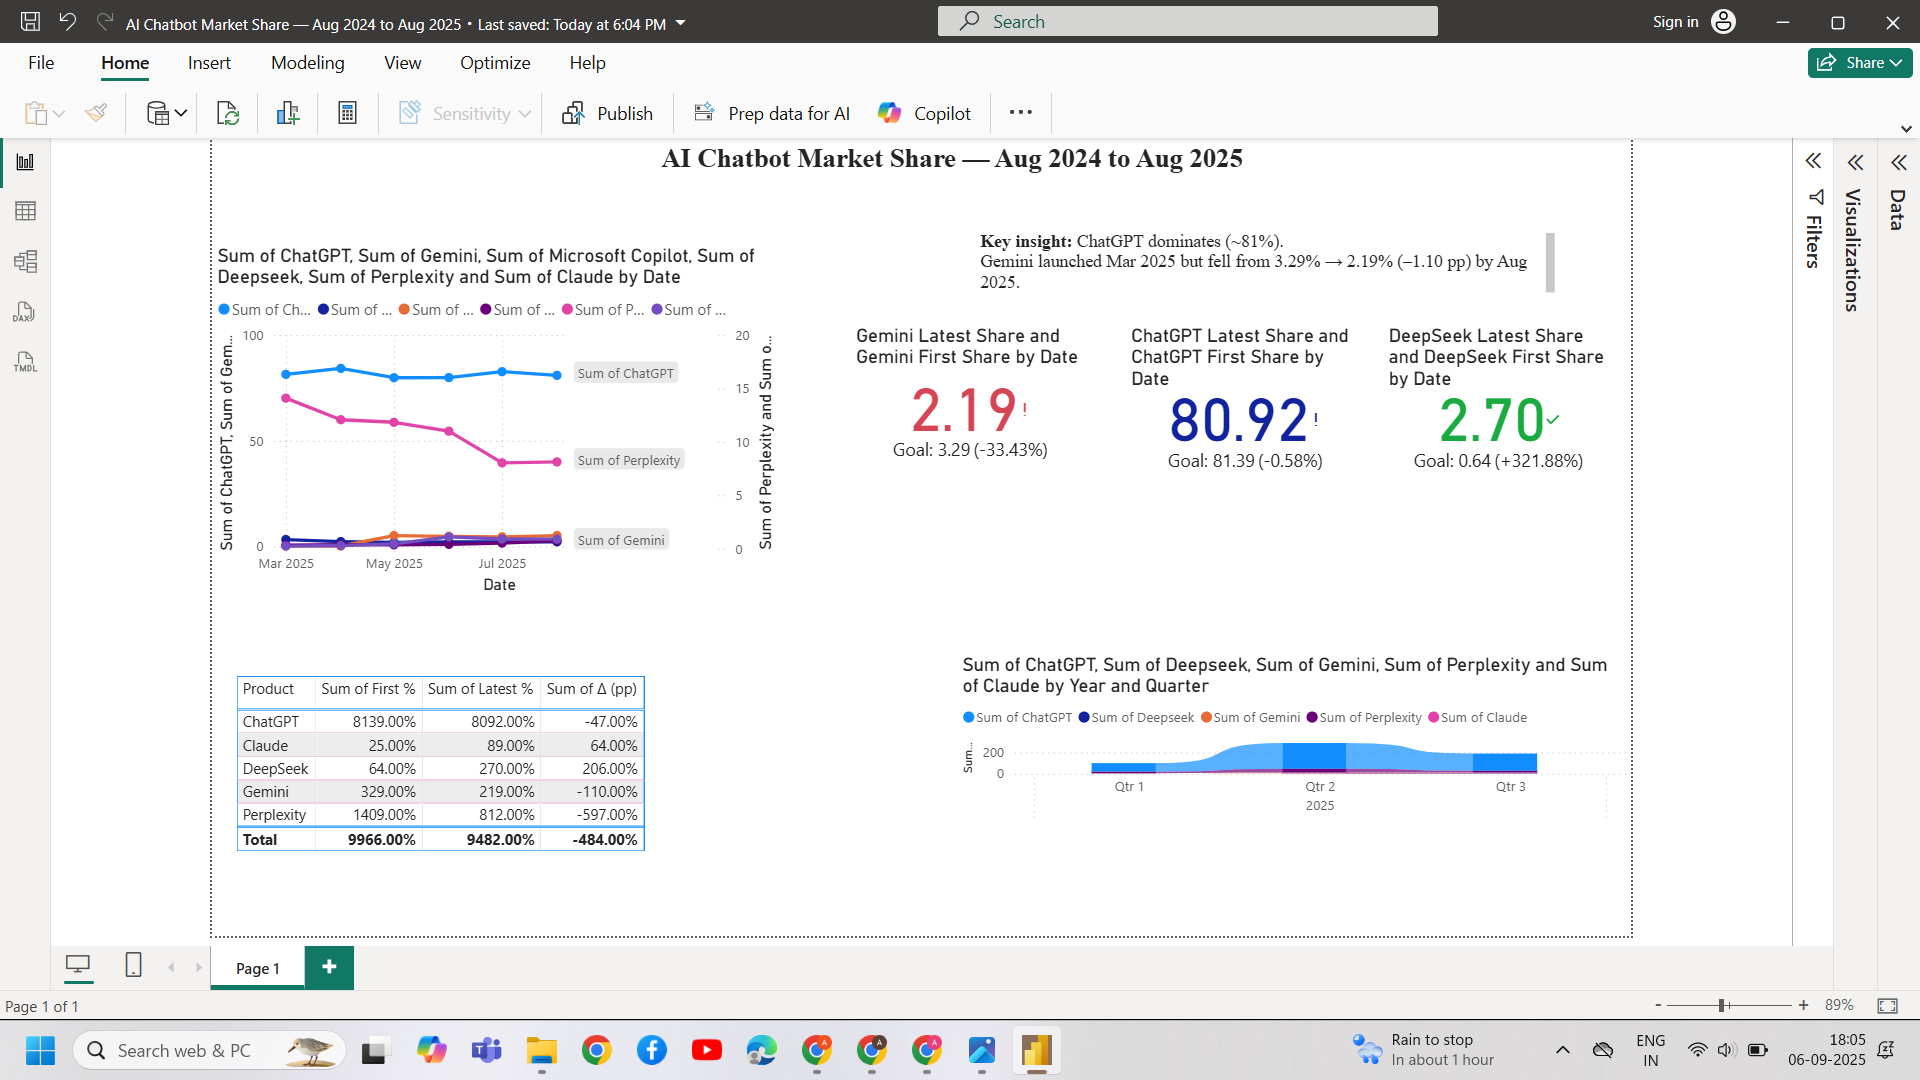 AI Chatbot Market Share — Aug 2024 to Aug 2025 • Last saved: Today at 6:04 PM
Search
Sign in
File
Home
Insert
Modeling
View
Optimize
Help
Share
Sensitivity
Publish
Prep data for AI
Copilot
DAX
TMDL
AI Chatbot Market Share — Aug 2024 to Aug 2025
Sum of ChatGPT, Sum of Gemini, Sum of Microsoft Copilot, Sum of
Deepseek, Sum of Perplexity and Sum of Claude by Date
Sum of Ch... Sum of ... Sum of ... Sum of ... Sum of P... Sum of ...
Sum of ChatGPT, Sum of Gem...
100
50
0
Sum of ChatGPT
Sum of Perplexity
Sum of Gemini
20
15
10
5
0
Sum of Perplexity and Sum o...
Mar 2025 May 2025 Jul 2025
Date
Key insight: ChatGPT dominates (~81%).
Gemini launched Mar 2025 but fell from 3.29% → 2.19% (–1.10 pp) by Aug
2025.
Gemini Latest Share and
Gemini First Share by Date
2.19!
Goal: 3.29 (-33.43%)
ChatGPT Latest Share and
ChatGPT First Share by
Date
80.92!
Goal: 81.39 (-0.58%)
DeepSeek Latest Share
and DeepSeek First Share
by Date
2.70
Goal: 0.64 (+321.88%)
Product Sum of First % Sum of Latest % Sum of Δ (pp)
ChatGPT 8139.00% 8092.00% -47.00%
Claude 25.00% 89.00% 64.00%
DeepSeek 64.00% 270.00% 206.00%
Gemini 329.00% 219.00% -110.00%
Perplexity 1409.00% 812.00% -597.00%
Total 9966.00% 9482.00% -484.00%
Sum of ChatGPT, Sum of Deepseek, Sum of Gemini, Sum of Perplexity and Sum
of Claude by Year and Quarter
Sum of ChatGPT Sum of Deepseek Sum of Gemini Sum of Perplexity Sum of Claude
Sum...
200
0
Qtr 1 Qtr 2 Qtr 3
2025
Filters
Visualizations
Data
Page 1
Page 1 of 1
- + 89%
Search web & PC
Rain to stop
In about 1 hour
ENG
IN
18:05
06-09-2025